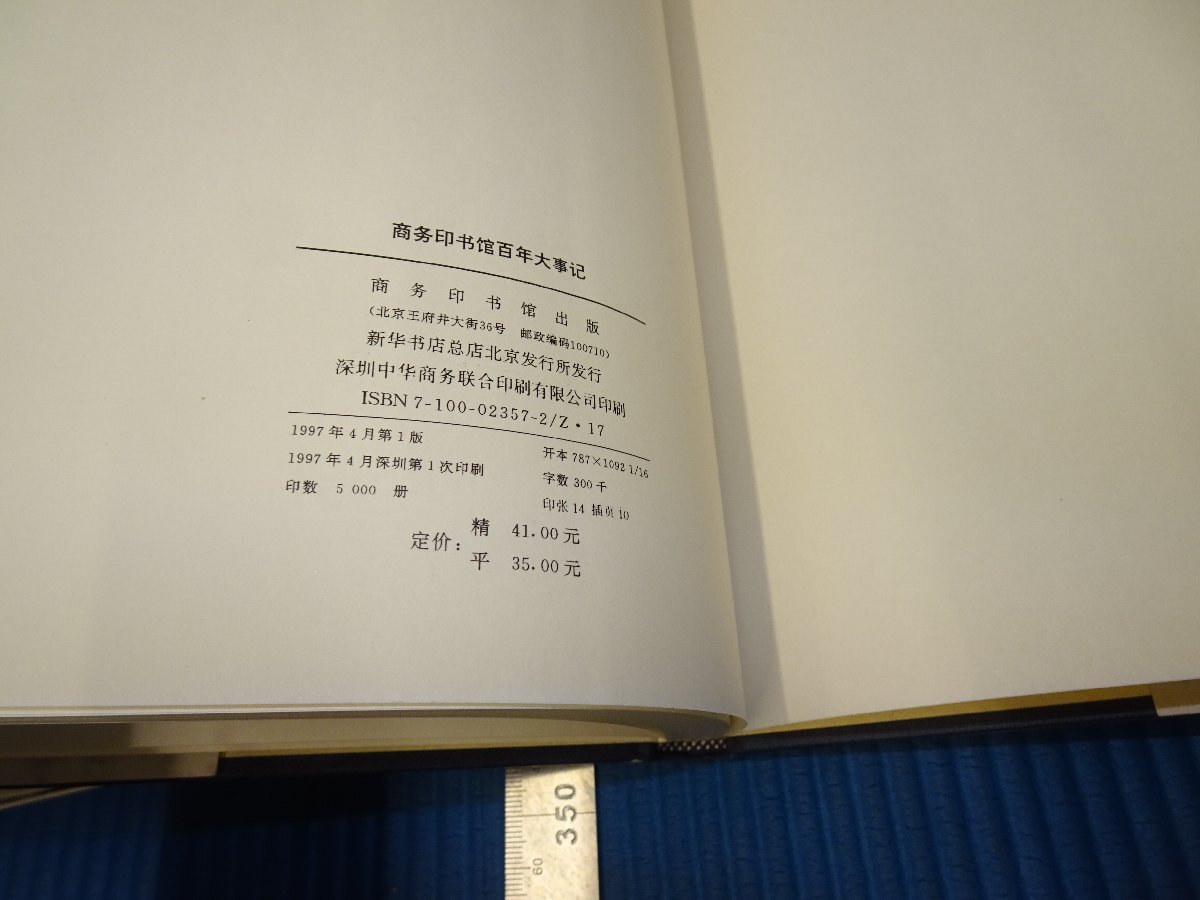 商务印书馆百年大事记
商务印书馆出版
(北京王府井大街36号 邮政编码100710)
新华书店总店北京发行所发行
深圳中华商务联合印刷有限公司印刷
ISBN 7-100-02357-2/Z·17
1997年4月第1版 开本 787×1092 1/16
1997年4月深圳第1次印刷 字数 300千
印数 5 000 册 印张 14 插页 10
定价: 精 41.00元
平 35.00元
350
60